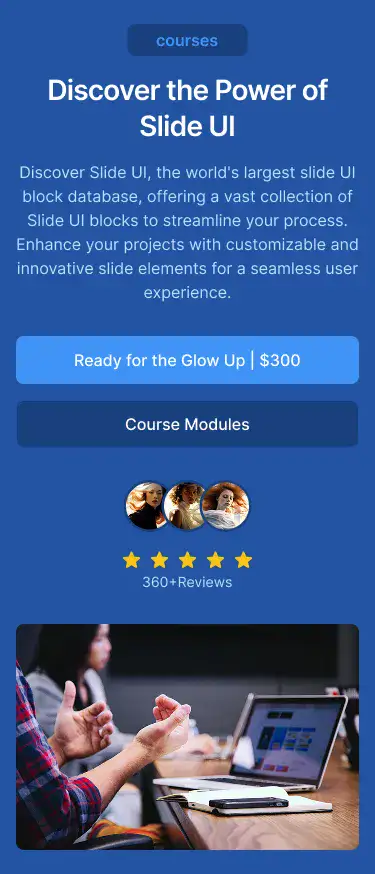 courses
Discover the Power of
Slide UI
Discover Slide UI, the world's largest slide UI
block database, offering a vast collection of
Slide UI blocks to streamline your process.
Enhance your projects with customizable and
innovative slide elements for a seamless user
experience.
Ready for the Glow Up | $300
Course Modules
360+Reviews